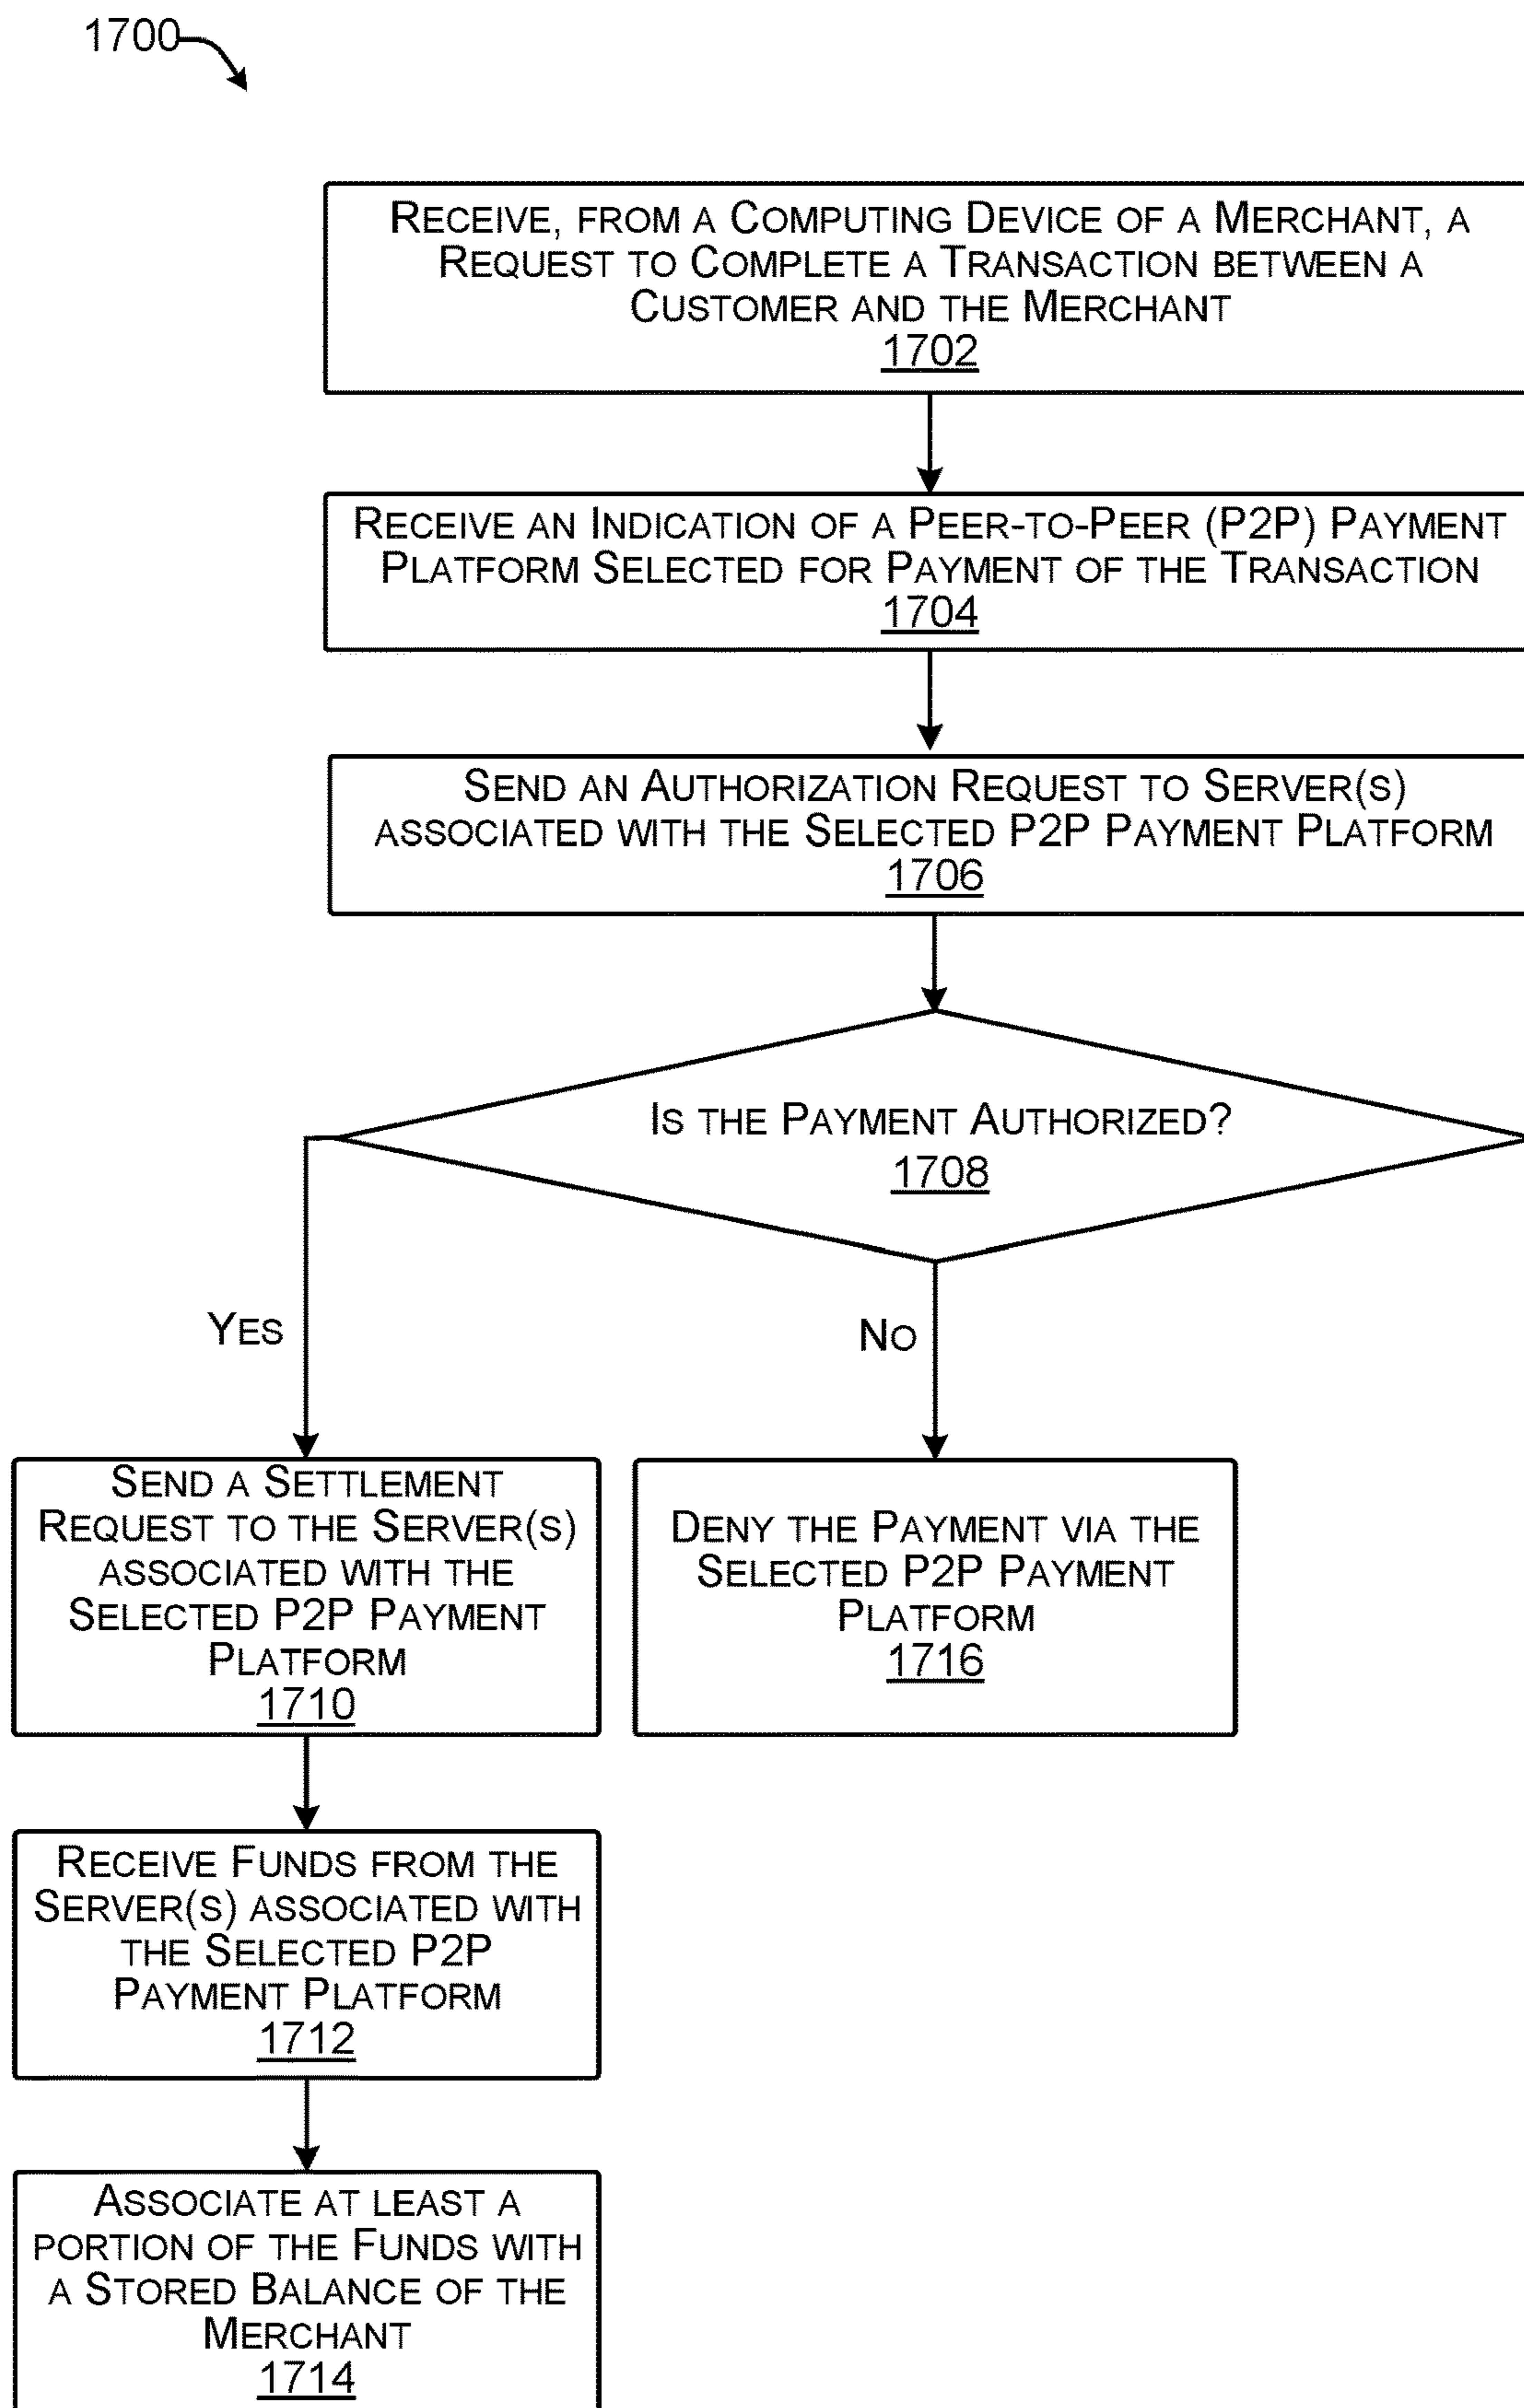 1700
RECEIVE, FROM A COMPUTING DEVICE OF A MERCHANT, A
REQUEST TO COMPLETE A TRANSACTION BETWEEN A
CUSTOMER AND THE MERCHANT
1702
RECEIVE AN INDICATION OF A PEER-TO-PEER (P2P) PAYMENT
PLATFORM SELECTED FOR PAYMENT OF THE TRANSACTION
1704
SEND AN AUTHORIZATION REQUEST TO SERVER(S)
ASSOCIATED WITH THE SELECTED P2P PAYMENT PLATFORM
1706
IS THE PAYMENT AUTHORIZED?
1708
YES
NO
SEND A SETTLEMENT
REQUEST TO THE SERVER(S)
ASSOCIATED WITH THE
SELECTED P2P PAYMENT
PLATFORM
1710
DENY THE PAYMENT VIA THE
SELECTED P2P PAYMENT
PLATFORM
1716
RECEIVE FUNDS FROM THE
SERVER(S) ASSOCIATED WITH
THE SELECTED P2P
PAYMENT PLATFORM
1712
ASSOCIATE AT LEAST A
PORTION OF THE FUNDS WITH
A STORED BALANCE OF THE
MERCHANT
1714